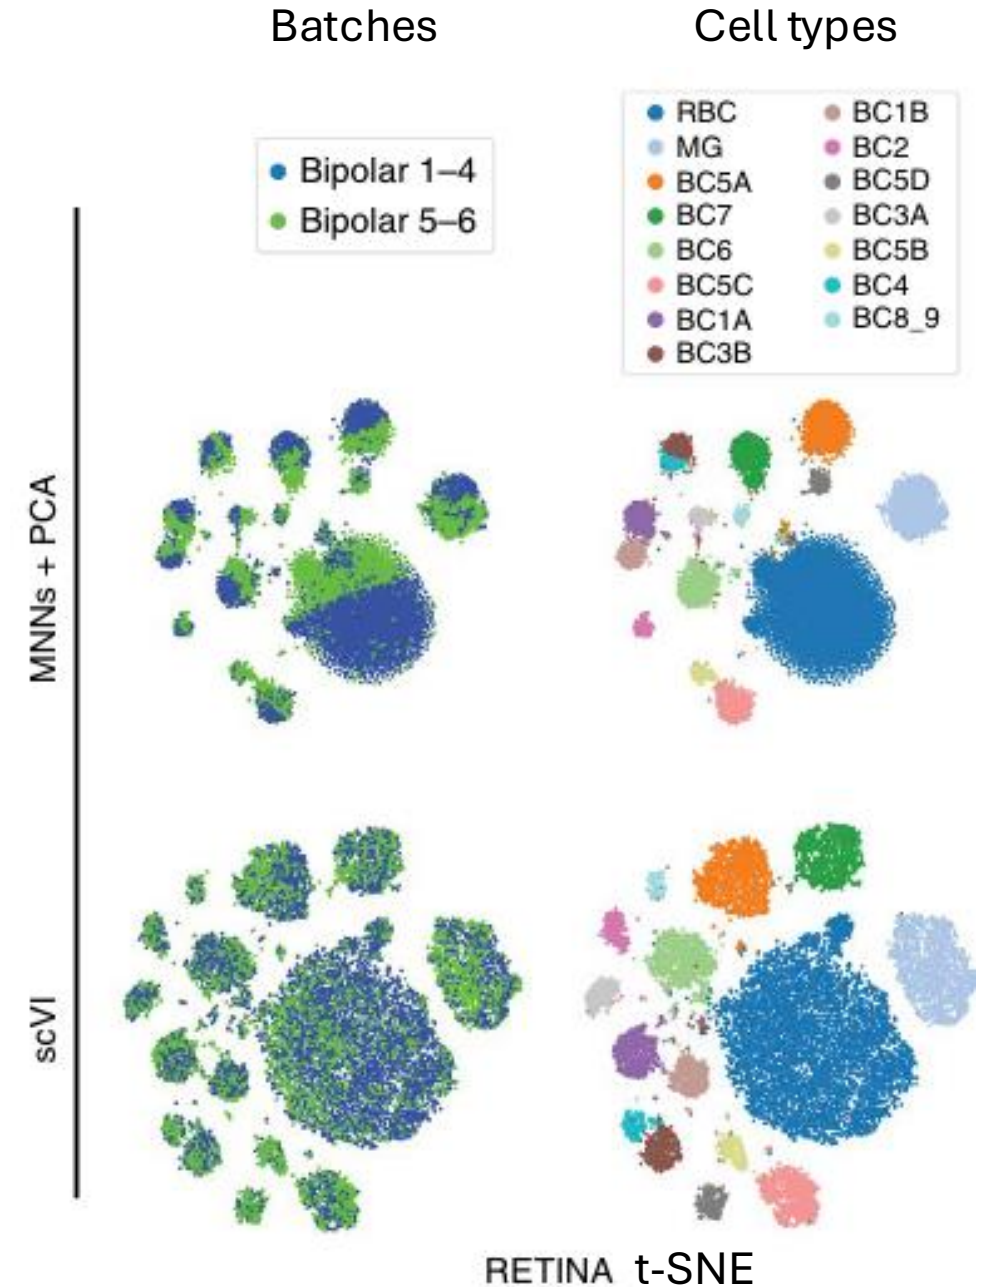 Batches
Cell types
Bipolar 1–4
Bipolar 5–6
RBC
MG
BC5A
BC7
BC6
BC5C
BC1A
BC3B
BC1B
BC2
BC5D
BC3A
BC5B
BC4
BC8_9
MNNs + PCA
scVI
RETINA t-SNE